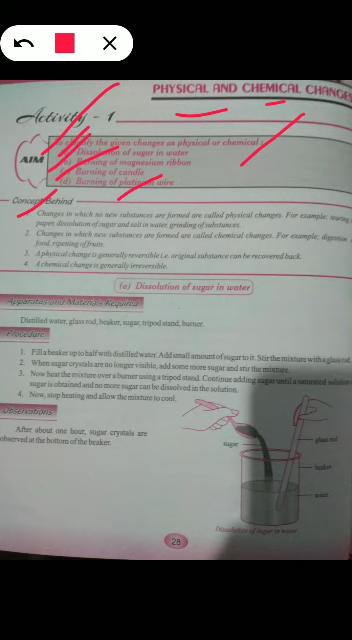 PHYSICAL AND CHEMICAL CHANGES
Activity - 1
AIM
To classify the given changes as physical or chemical :
(a) Dissolution of sugar in water
(b) Burning of magnesium ribbon
(c) Burning of candle
(d) Burning of platinum wire
Concept Behind
Changes in which no new substances are formed are called physical changes. For example: tearing
paper, dissolution of sugar and salt in water, grinding of substances.
2. Changes in which new substances are formed are called chemical changes. For example: digestion
food, ripening of fruits.
3. A physical change is generally reversible i.e. original substance can be recovered back.
4. A chemical change is generally irreversible.
(a) Dissolution of sugar in water
Apparatus and Materials Required
Distilled water, glass rod, beaker, sugar, tripod stand, burner.
Procedure
1. Fill a beaker up to half with distilled water. Add small amount of sugar to it. Stir the mixture with a glass rod.
2. When sugar crystals are no longer visible, add some more sugar and stir the mixture.
3. Now heat the mixture over a burner using a tripod stand. Continue adding sugar until a saturated solution
sugar is obtained and no more sugar can be dissolved in the solution.
4. Now, stop heating and allow the mixture to cool.
Observations
After about one hour, sugar crystals are
observed at the bottom of the beaker.
sugar
glass rod
beaker
water
Dissolution of sugar in water
28